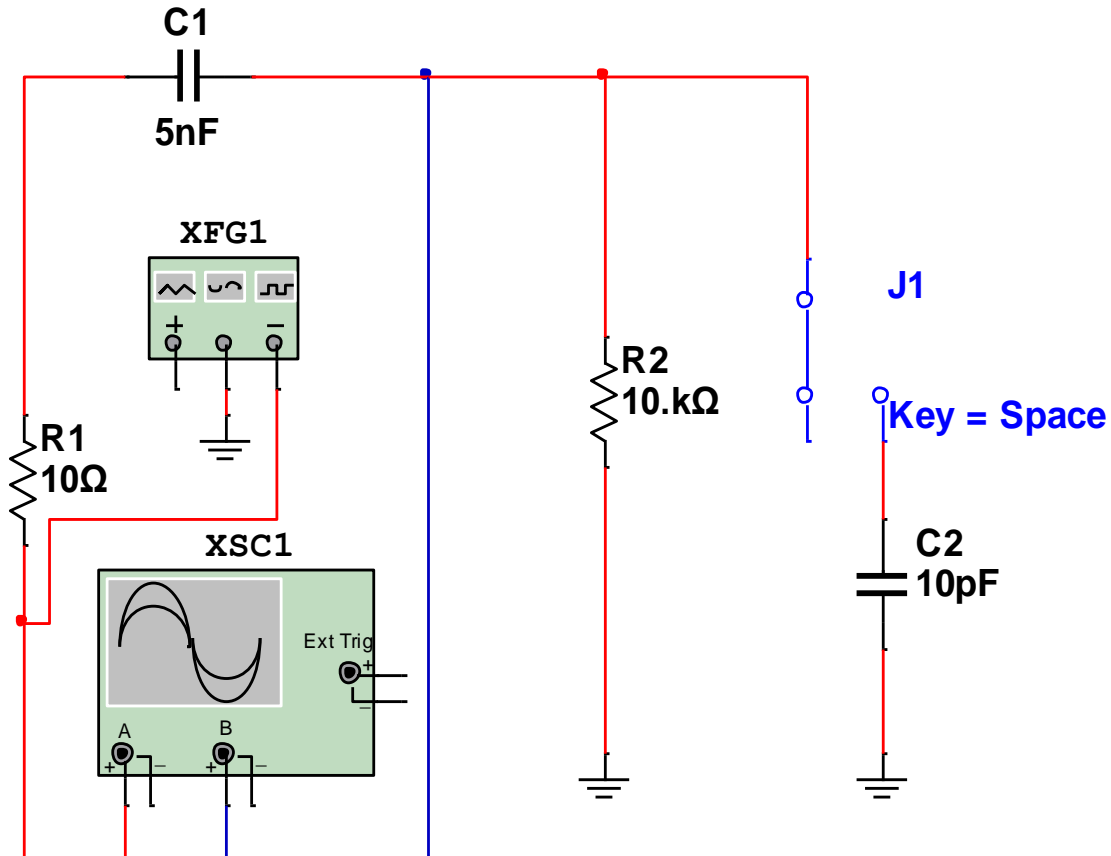 C1
5nF
XFG1
+
−
J1
R2
10.kΩ
Key = Space
R1
10Ω
XSC1
C2
10pF
Ext Trig
+
−
A
B
+
−
+
−